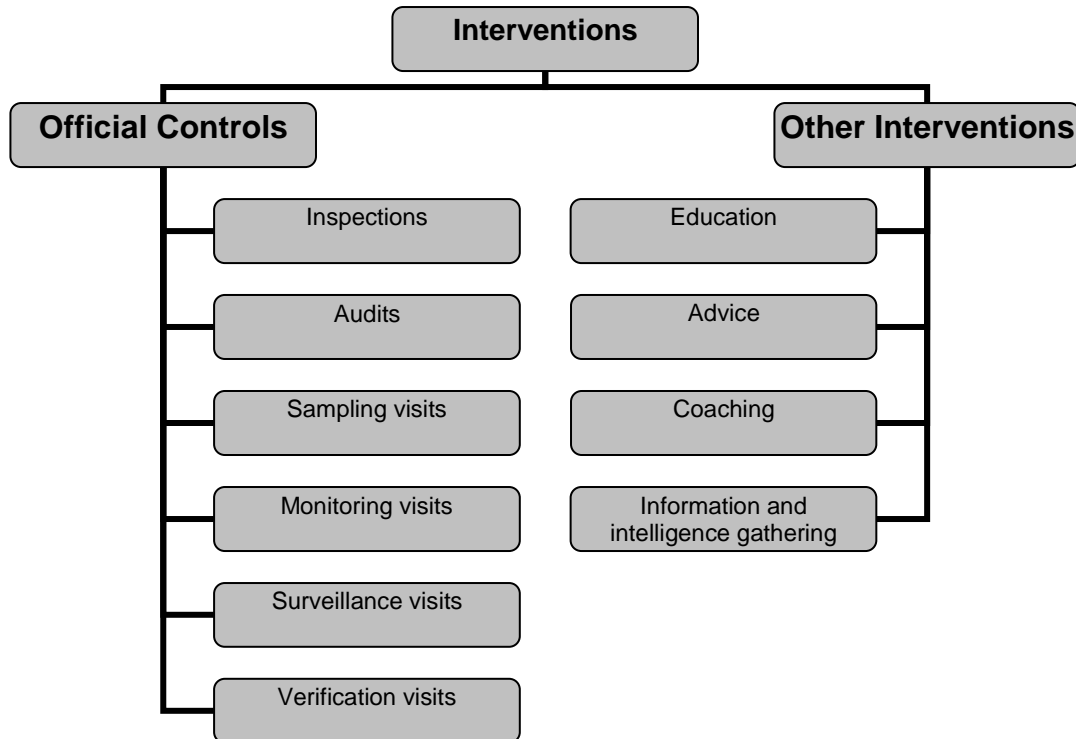 Interventions
Official Controls
Other Interventions
Inspections
Education
Audits
Advice
Sampling visits
Coaching
Monitoring visits
Information and
intelligence gathering
Surveillance visits
Verification visits